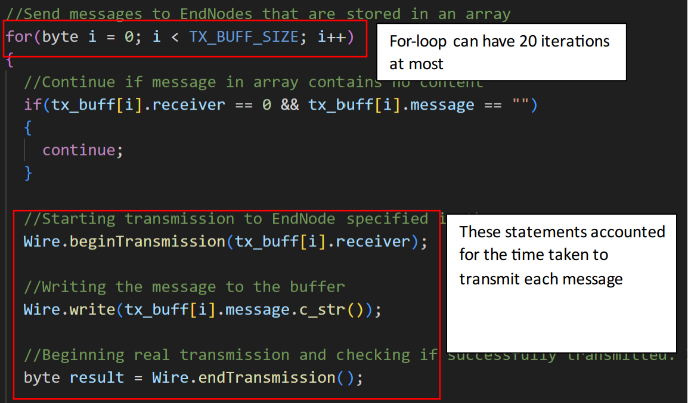 //Send messages to EndNodes that are stored in an array
for(byte i = 0; i < TX_BUFF_SIZE; i++)
For-loop can have 20 iterations
at most
{
//Continue if message in array contains no content
if(tx_buff[i].receiver == 0 && tx_buff[i].message == "")
{
continue;
}
//Starting transmission to EndNode specified
Wire.beginTransmission(tx_buff[i].receiver);
These statements accounted
for the time taken to
transmit each message
//Writing the message to the buffer
Wire.write(tx_buff[i].message.c_str());
//Beginning real transmission and checking if successfully transmitted.
byte result = Wire.endTransmission();